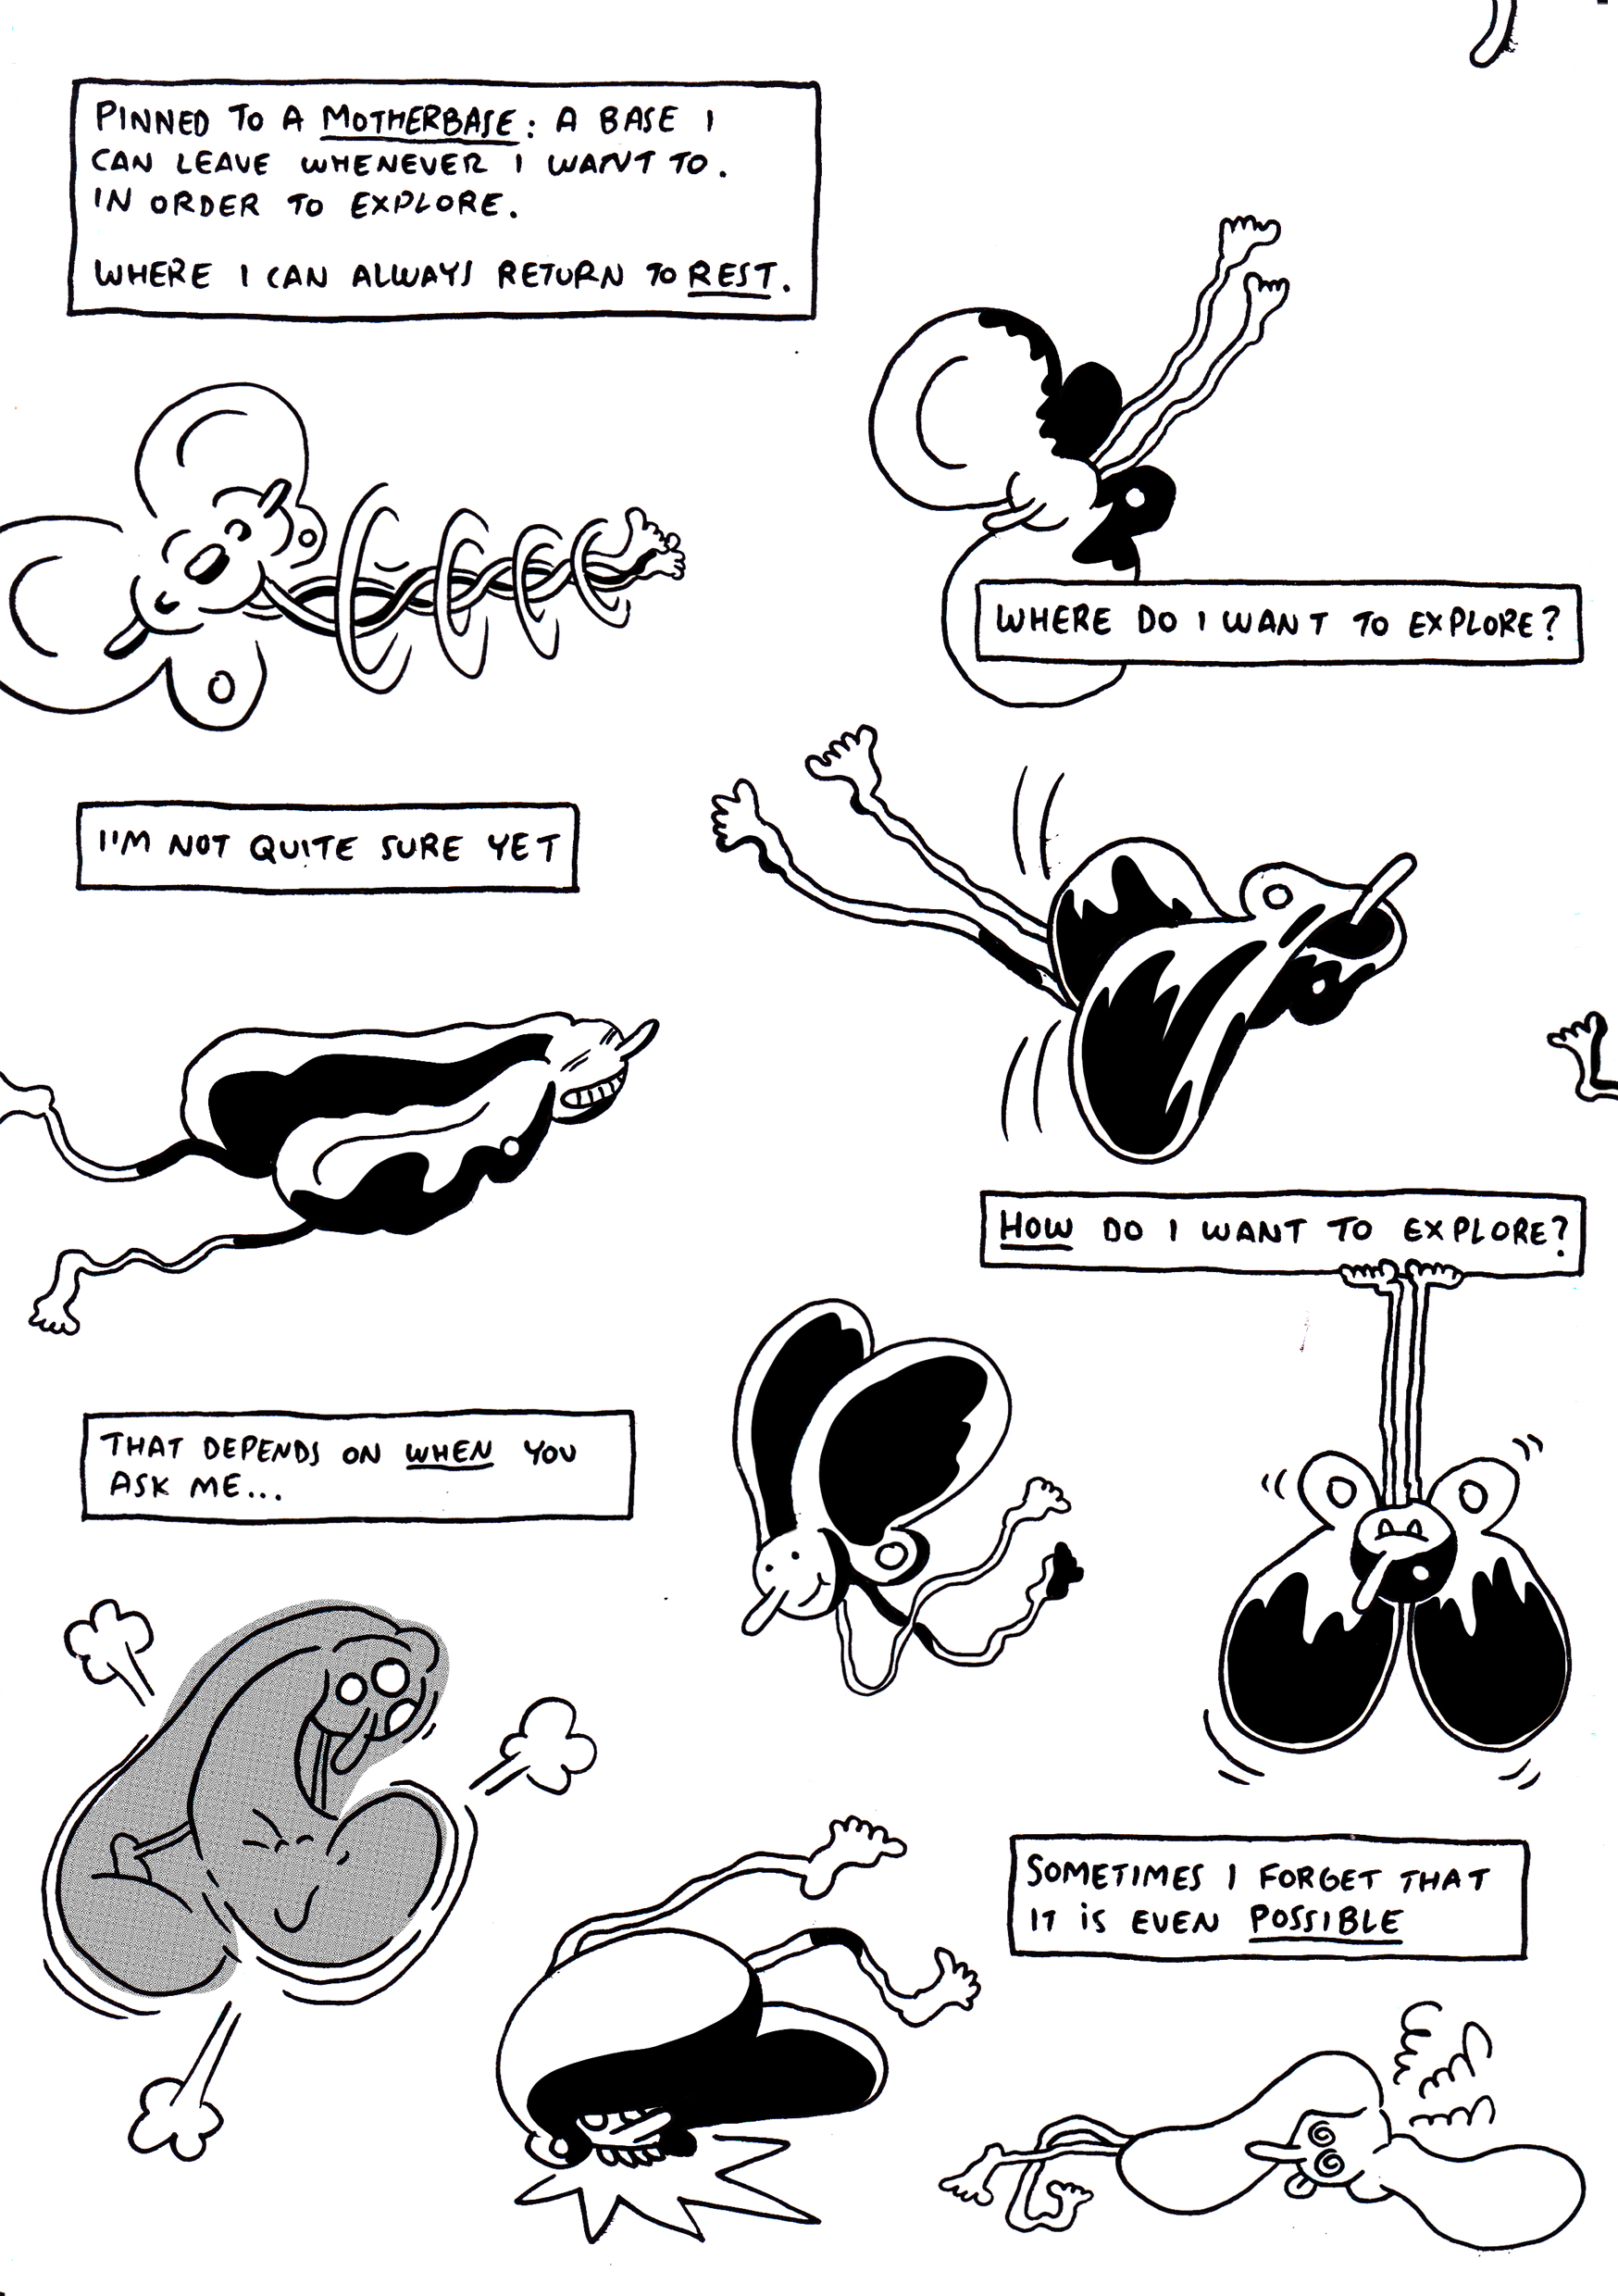 PINNED TO A MOTHERBASE: A BASE I
CAN LEAVE WHENEVER I WANT TO.
IN ORDER TO EXPLORE.
WHERE I CAN ALWAYS RETURN TO REST.
WHERE DO I WANT TO EXPLORE?
I'M NOT QUITE SURE YET
HOW DO I WANT TO EXPLORE?
THAT DEPENDS ON WHEN YOU
ASK ME...
SOMETIMES I FORGET THAT
IT iS EVEN POSSIBLE